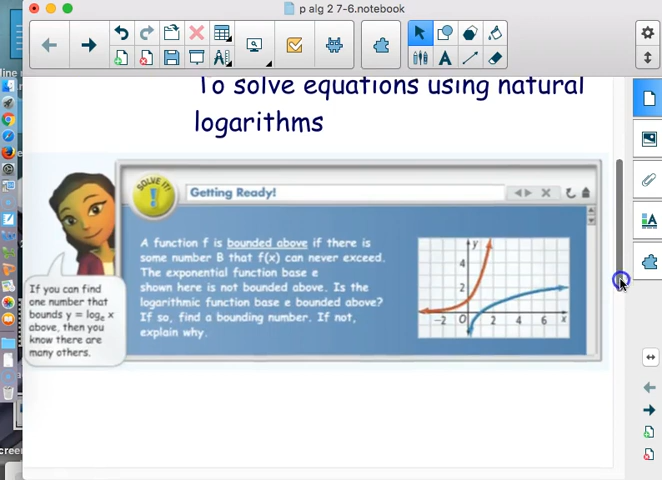 p alg 2 7-6.notebook
To solve equations using natural
logarithms
SOLVE IT!
Getting Ready!
A function f is bounded above if there is
some number B that f(x) can never exceed.
The exponential function base e
shown here is not bounded above. Is the
logarithmic function base e bounded above?
If so, find a bounding number. If not,
explain why.
If you can find
one number that
bounds y = logₑ x
above, then you
know there are
many others.
y
4
2
−2 O 2 4 6 x